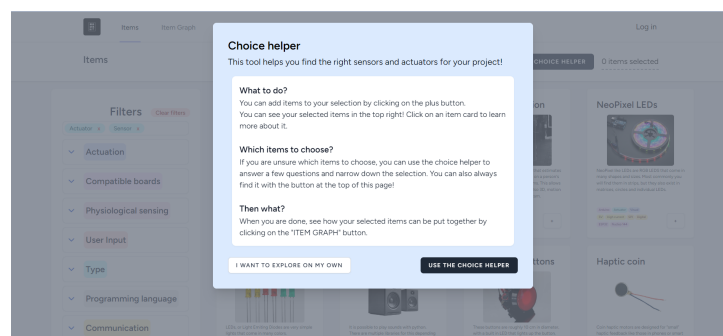 Items
Item Graph
Log in
Items
CHOICE HELPER
0 items selected
Choice helper
This tool helps you find the right sensors and actuators for your project!
What to do?
You can add items to your selection by clicking on the plus button.
You can see your selected items in the top right! Click on an item card to learn
more about it.
Which items to choose?
If you are unsure which items to choose, you can use the choice helper to
answer a few questions and narrow down the selection. You can also always
find it with the button at the top of this page!
Then what?
When you are done, see how your selected items can be put together by
clicking on the "ITEM GRAPH" button.
I WANT TO EXPLORE ON MY OWN
USE THE CHOICE HELPER
Filters
Clear filters
Actuator x
Sensor x
Actuation
Compatible boards
Physiological sensing
User Input
Type
Programming language
Communication
NeoPixel LEDs
Haptic coin